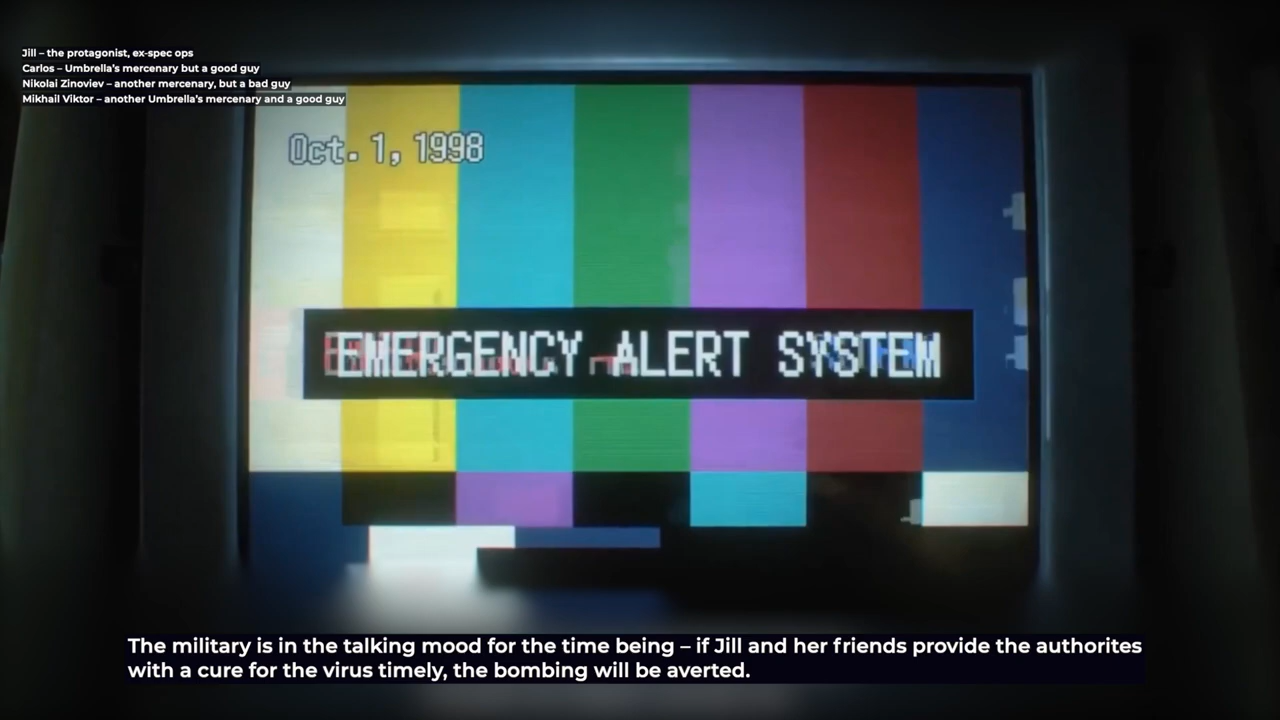 Jill – the protagonist, ex-spec ops
Carlos – Umbrella's mercenary but a good guy
Nikolai Zinoviev – another mercenary, but a bad guy
Mikhail Viktor – another Umbrella's mercenary and a good guy
Oct. 1, 1998
EMERGENCY ALERT SYSTEM
The military is in the talking mood for the time being – if Jill and her friends provide the authorites
with a cure for the virus timely, the bombing will be averted.